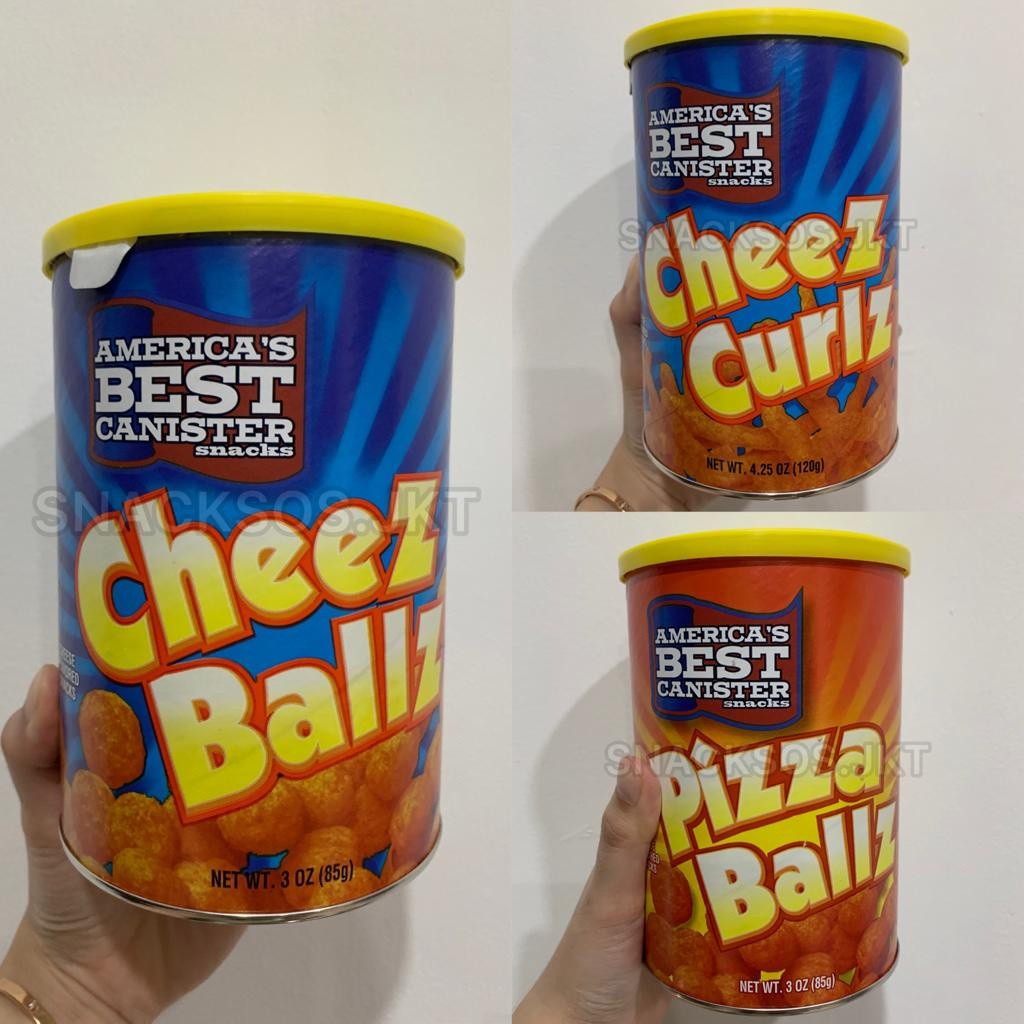 AMERICA'S
BEST
CANISTER
snacks
SNACKSOS.JKT
CheeZ
Ballz
NET WT. 3 OZ (85g)
AMERICA'S
BEST
CANISTER
snacks
SNACKSOS.JKT
CheeZ
Curlz
NET WT. 4.25 OZ (120g)
AMERICA'S
BEST
CANISTER
snacks
SNACKSOS.JKT
Pizza
Ballz
NET WT. 3 OZ (85g)